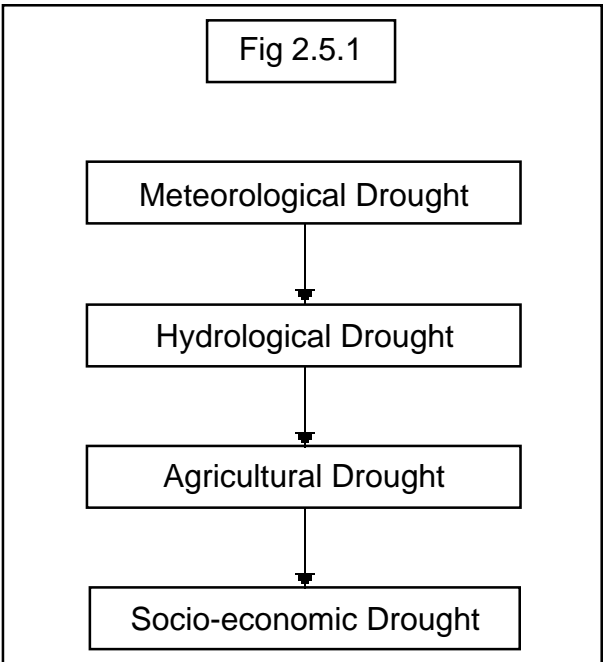 Fig 2.5.1
Meteorological Drought
Hydrological Drought
Agricultural Drought
Socio-economic Drought